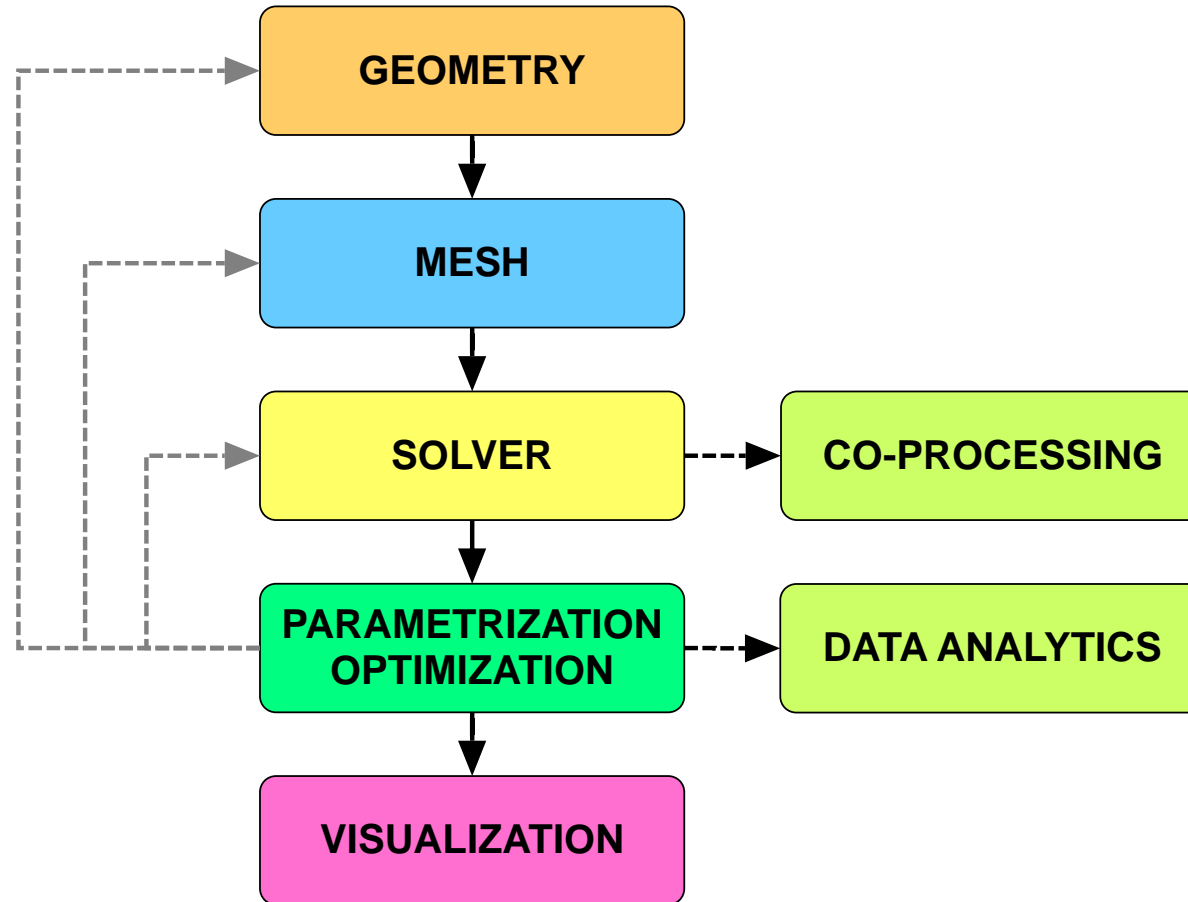 GEOMETRY
MESH
SOLVER
CO-PROCESSING
PARAMETRIZATION
OPTIMIZATION
DATA ANALYTICS
VISUALIZATION